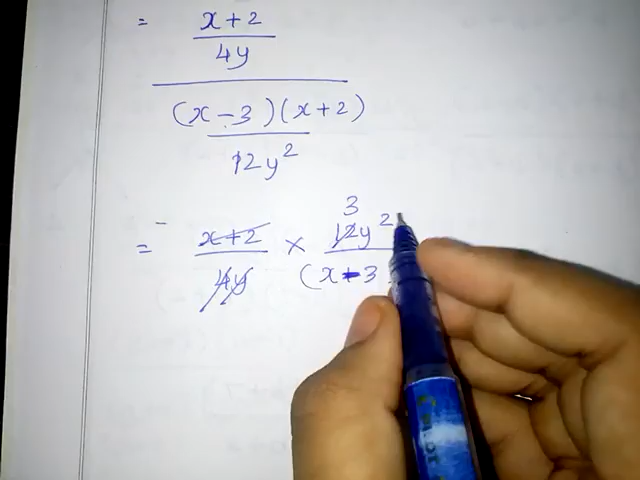 = x+2
4y
(x-3)(x+2)
12y²
3
= x+2 × 12y²
4y (x-3